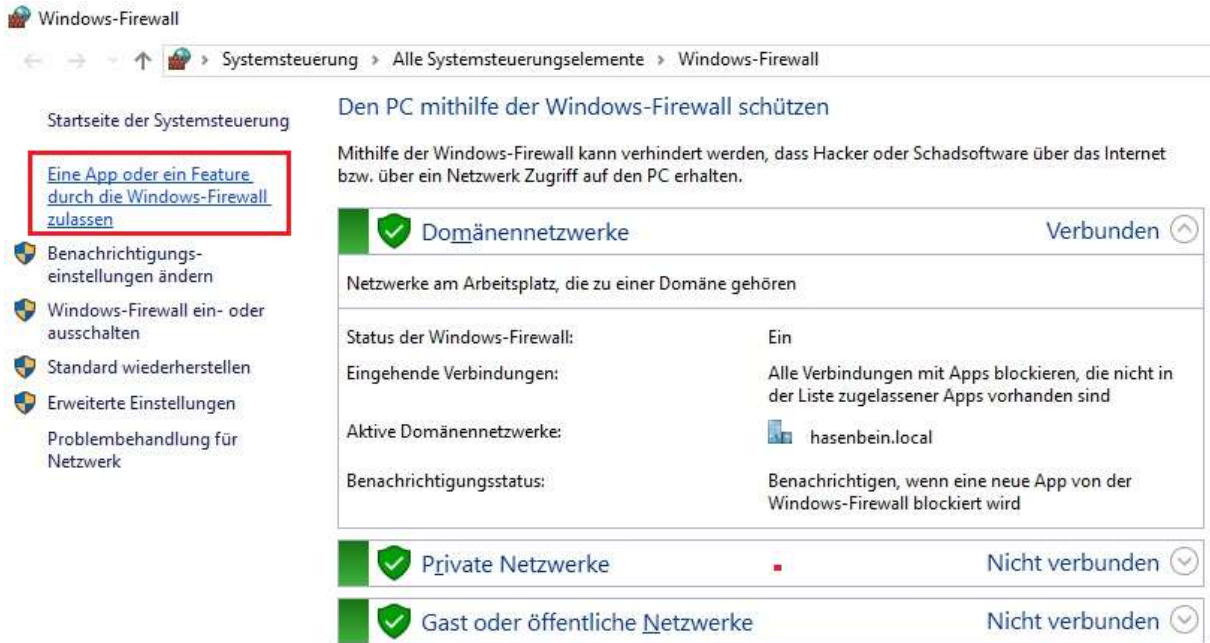 Windows-Firewall
Systemsteuerung > Alle Systemsteuerungselemente > Windows-Firewall
Startseite der Systemsteuerung
Eine App oder ein Feature
durch die Windows-Firewall
zulassen
Benachrichtigungs-
einstellungen ändern
Windows-Firewall ein- oder
ausschalten
Standard wiederherstellen
Erweiterte Einstellungen
Problembehandlung für
Netzwerk
Den PC mithilfe der Windows-Firewall schützen
Mithilfe der Windows-Firewall kann verhindert werden, dass Hacker oder Schadsoftware über das Internet
bzw. über ein Netzwerk Zugriff auf den PC erhalten.
Domänennetzwerke Verbunden
Netzwerke am Arbeitsplatz, die zu einer Domäne gehören
Status der Windows-Firewall: Ein
Eingehende Verbindungen: Alle Verbindungen mit Apps blockieren, die nicht in
der Liste zugelassener Apps vorhanden sind
Aktive Domänennetzwerke: hasenbein.local
Benachrichtigungsstatus: Benachrichtigen, wenn eine neue App von der
Windows-Firewall blockiert wird
Private Netzwerke Nicht verbunden
Gast oder öffentliche Netzwerke Nicht verbunden